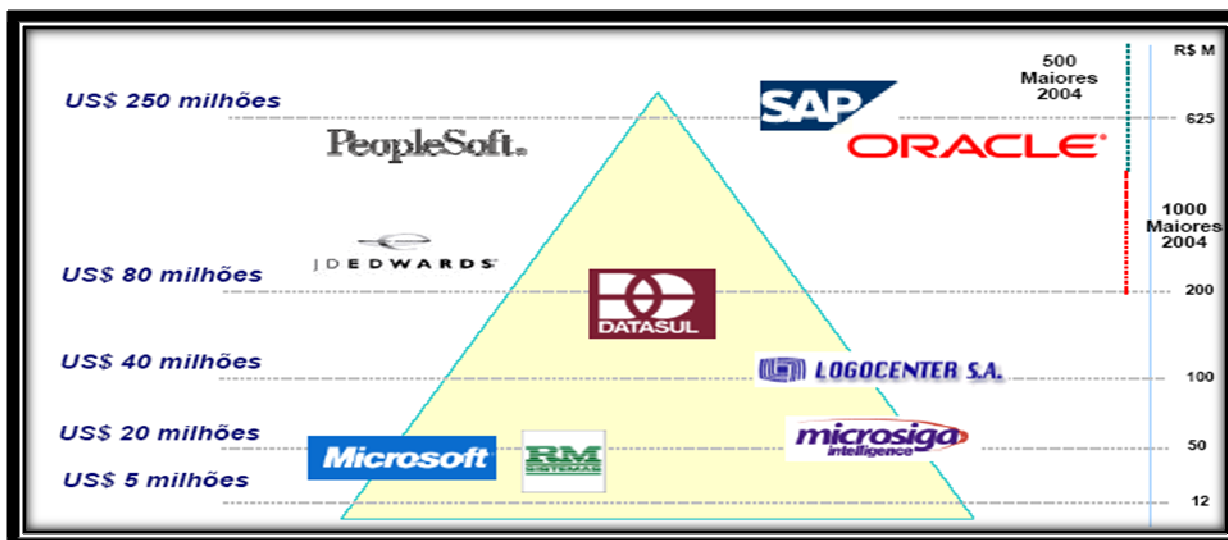 R$ M
500
Maiores
2004
US$ 250 milhões
SAP
625
PeopleSoft®
ORACLE®
1000
Maiores
2004
JDEDWARDS
US$ 80 milhões
200
DATASUL
US$ 40 milhões
LOGOCENTER S.A.
100
US$ 20 milhões
microsiga
intelligence
50
Microsoft
RM
SISTEMAS
US$ 5 milhões
12